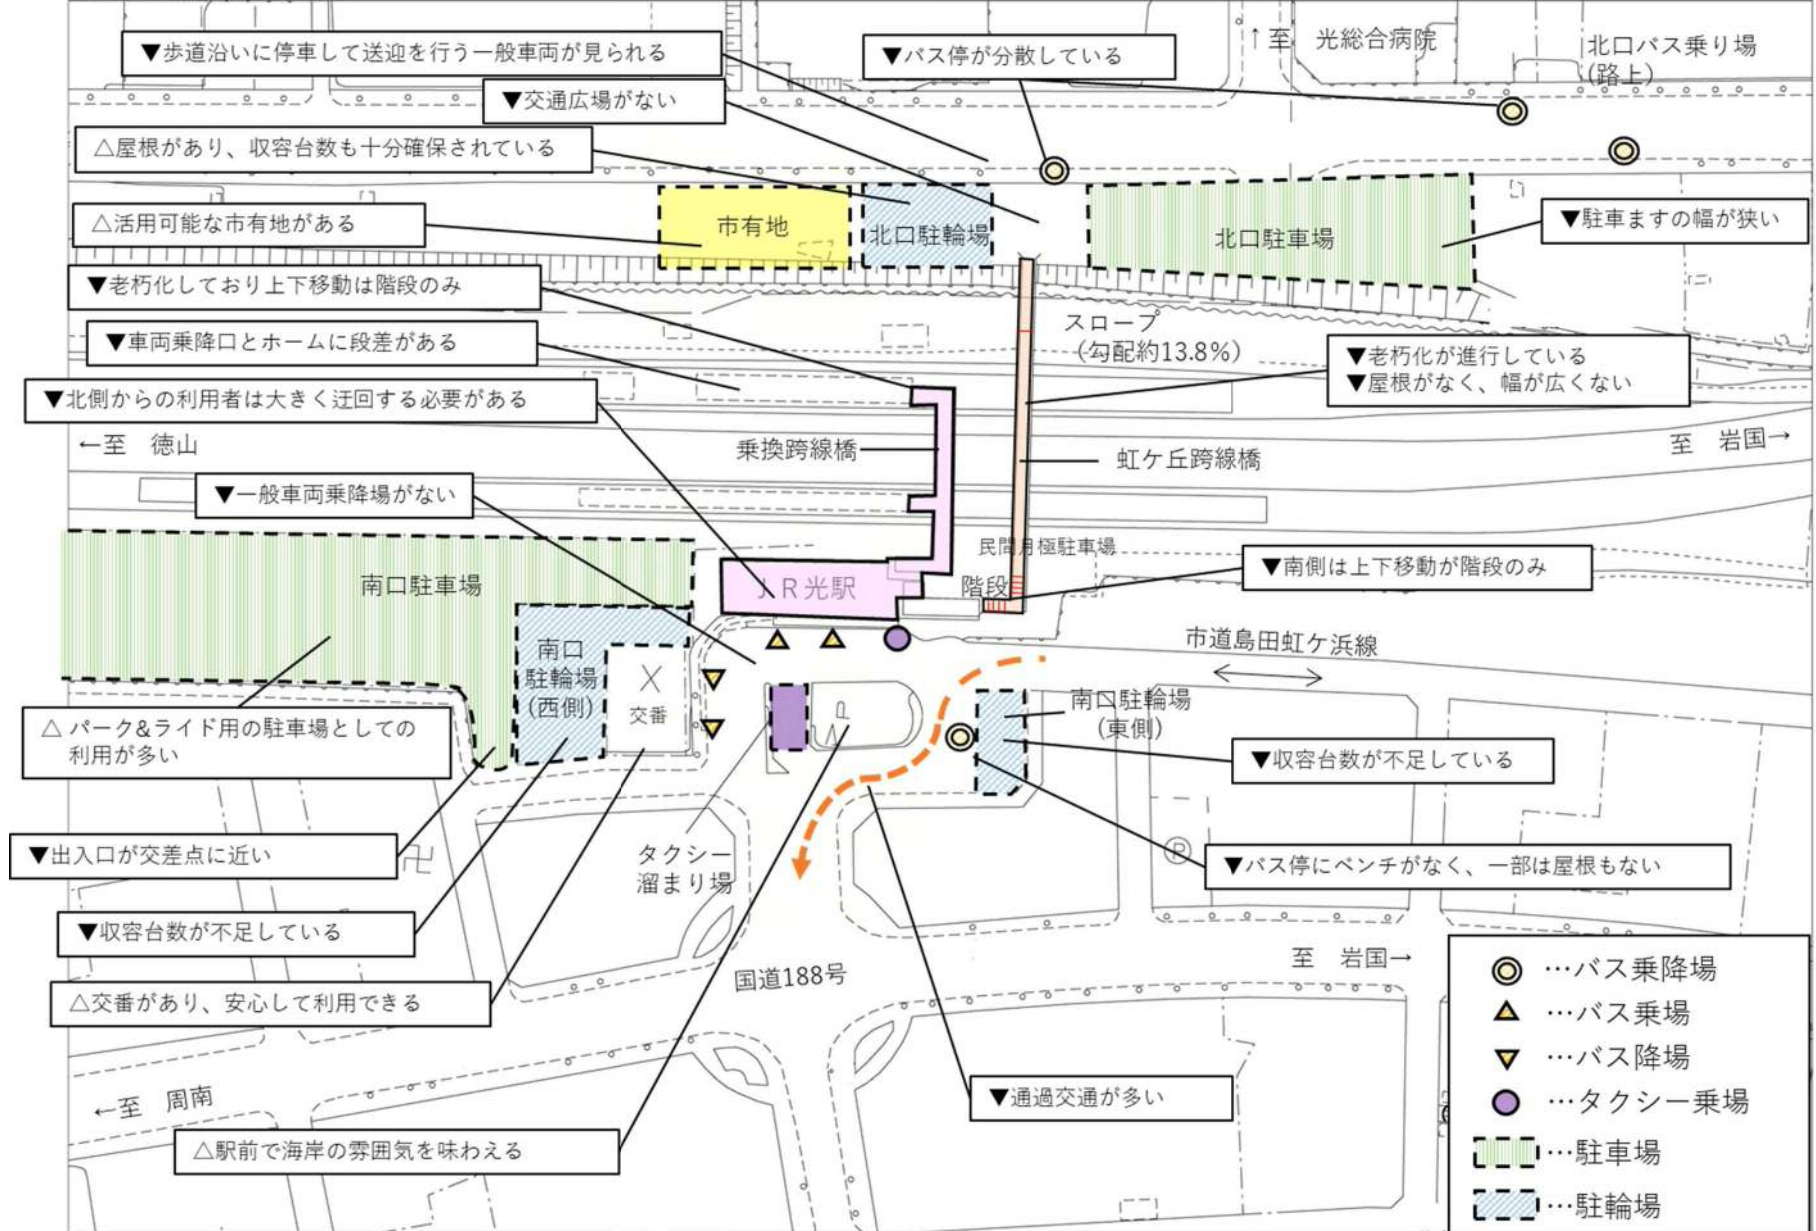 ▼歩道沿いに停車して送迎を行う一般車両が見られる
▼バス停が分散している
↑至 光総合病院
北口バス乗り場
(路上)
▼交通広場がない
△屋根があり、収容台数も十分確保されている
△活用可能な市有地がある
市有地
北口駐輪場
北口駐車場
▼駐車ますの幅が狭い
▼老朽化しており上下移動は階段のみ
スロープ
(勾配約13.8%)
▼車両乗降口とホームに段差がある
▼老朽化が進行している
▼屋根がなく、幅が広くない
▼北側からの利用者は大きく迂回する必要がある
←至 徳山
乗換跨線橋
虹ケ丘跨線橋
至 岩国→
▼一般車両乗降場がない
民間月極駐車場
南口駐車場
JR光駅
階段
▼南側は上下移動が階段のみ
市道島田虹ケ浜線
南口
駐輪場
(西側)
交番
南口駐輪場
(東側)
△ パーク&ライド用の駐車場としての
利用が多い
▼収容台数が不足している
▼出入口が交差点に近い
タクシー
溜まり場
P
▼バス停にベンチがなく、一部は屋根もない
▼収容台数が不足している
国道188号
至 岩国→
△交番があり、安心して利用できる
←至 周南
▼通過交通が多い
△駅前で海岸の雰囲気を味わえる
…バス乗降場
…バス乗場
…バス降場
…タクシー乗場
…駐車場
…駐輪場